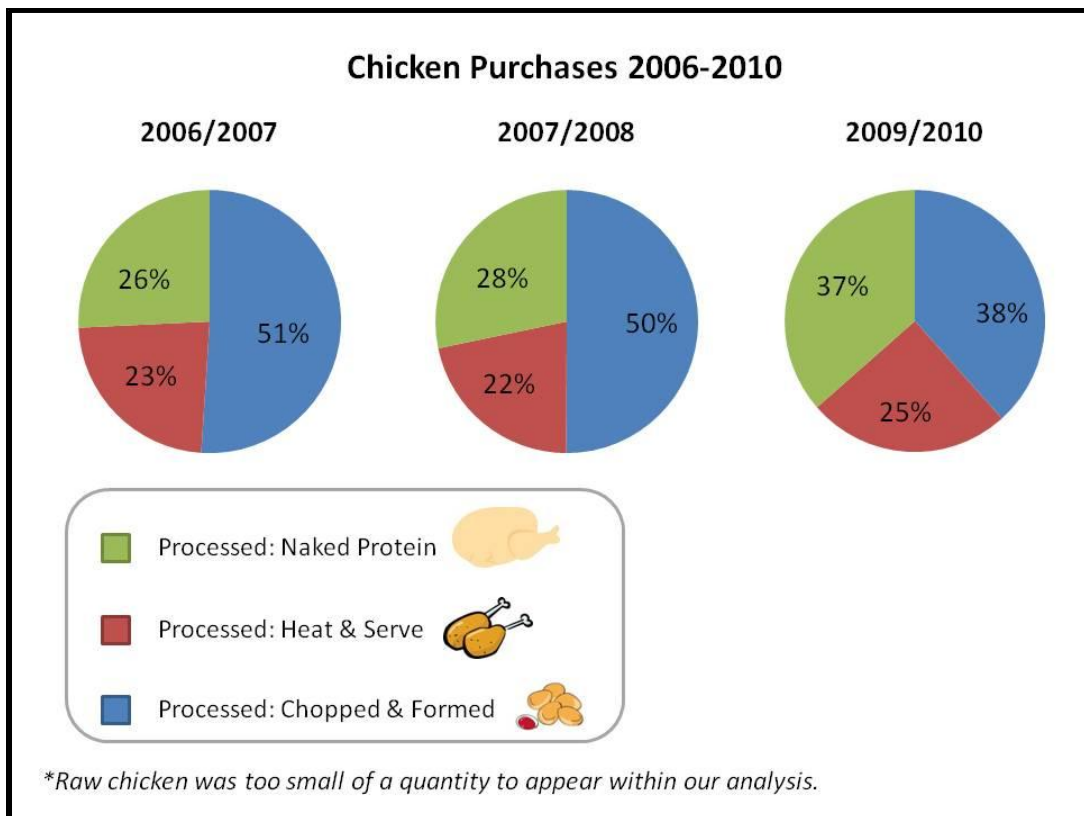 Chicken Purchases 2006-2010
2006/2007
2007/2008
2009/2010
26%
51%
23%
28%
50%
22%
37%
38%
25%
Processed: Naked Protein
Processed: Heat & Serve
Processed: Chopped & Formed
*Raw chicken was too small of a quantity to appear within our analysis.